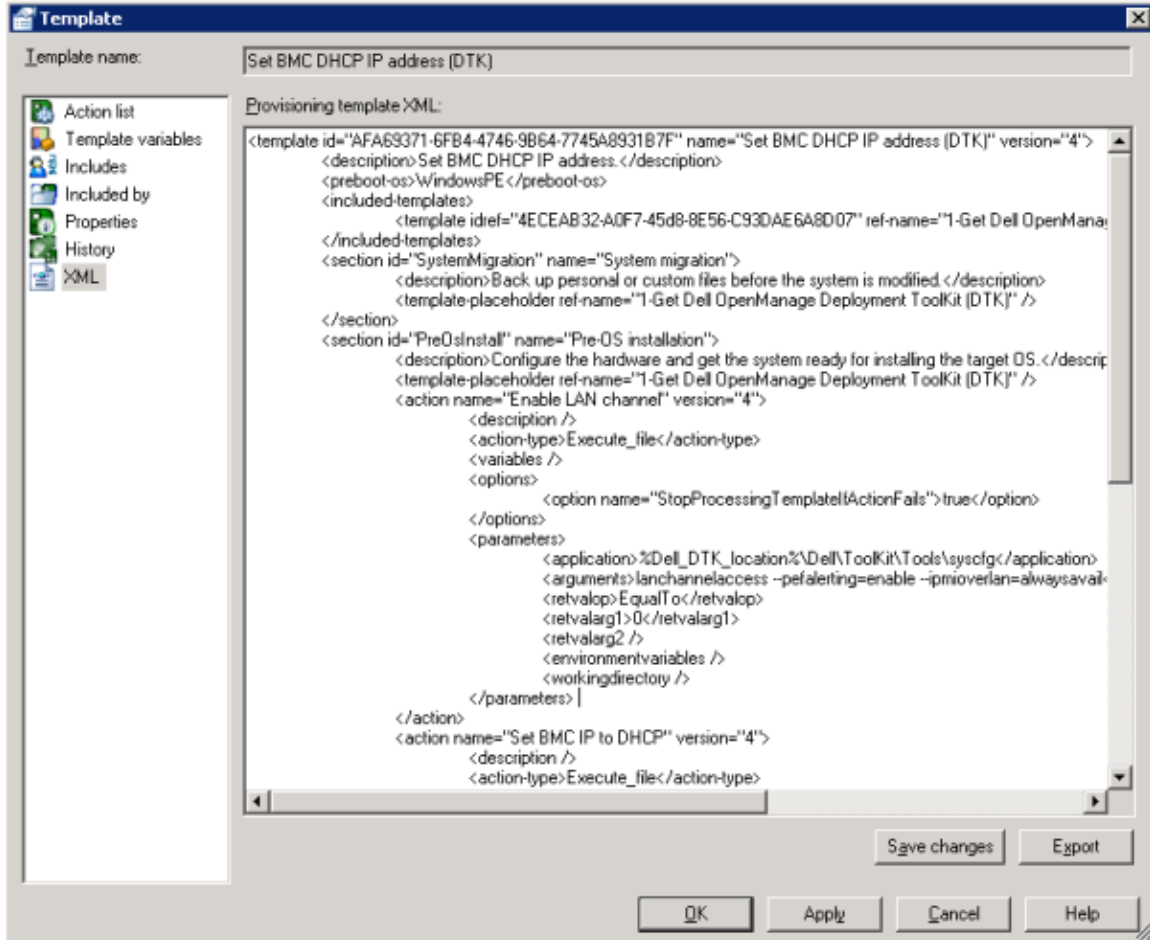 Template
Template name:
Set BMC DHCP IP address (DTK)
Action list
Template variables
Includes
Included by
Properties
History
XML
Provisioning template XML:
<template id="AFA69371-6FB4-4746-9B64-7745A8931B7F" name="Set BMC DHCP IP address (DTK)" version="4">
<description>Set BMC DHCP IP address.</description>
<preboot-os>WindowsPE</preboot-os>
<included-templates>
<template idref="4ECEAB32-A0F7-45d8-8E56-C93DAE6A8D07" ref-name="1-Get Dell OpenManag
</included-templates>
<section id="SystemMigration" name="System migration">
<description>Back up personal or custom files before the system is modified.</description>
<template-placeholder ref-name="1-Get Dell OpenManage Deployment ToolKit (DTK)" />
</section>
<section id="PreOsInstall" name="Pre-OS installation">
<description>Configure the hardware and get the system ready for installing the target OS.</descrip
<template-placeholder ref-name="1-Get Dell OpenManage Deployment ToolKit (DTK)" />
<action name="Enable LAN channel" version="4">
<description />
<action-type>Execute_file</action-type>
<variables />
<options>
<option name="StopProcessingTemplateIfActionFails">true</option>
</options>
<parameters>
<application>%Dell_DTK_location%\Dell\ToolKit\Tools\syscfg</application>
<arguments>lanchannelaccess --pefalerting=enable --ipmioverlan=alwaysavail
<retvalop>EqualTo</retvalop>
<retvalarg1>0</retvalarg1>
<retvalarg2 />
<environmentvariables />
<workingdirectory />
</parameters>
</action>
<action name="Set BMC IP to DHCP" version="4">
<description />
<action-type>Execute_file</action-type>
Save changes
Export
OK
Apply
Cancel
Help